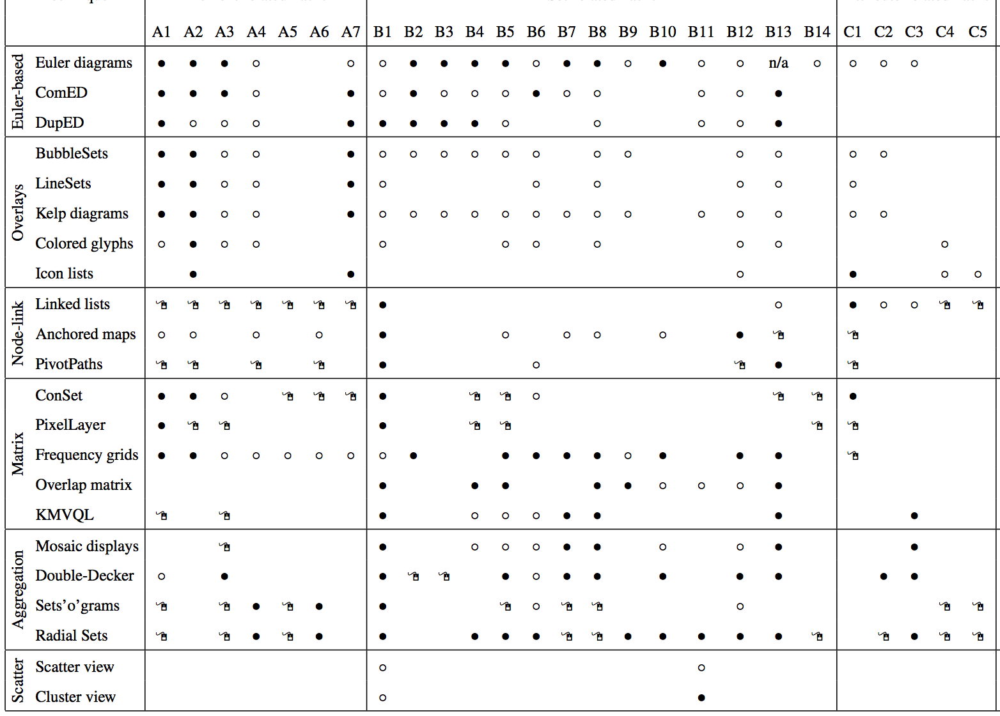 A1 A2 A3 A4 A5 A6 A7 B1 B2 B3 B4 B5 B6 B7 B8 B9 B10 B11 B12 B13 B14 C1 C2 C3 C4 C5
Euler-based
Euler diagrams ● ● ● ○ ○ ○ ● ● ● ● ○ ● ● ○ ● ○ ○ n/a ○ ○ ○ ○
ComED ● ● ● ○ ● ○ ● ○ ○ ○ ● ○ ○ ○ ○ ●
DupED ● ○ ○ ○ ● ● ● ● ● ○ ○ ○ ○ ●
Overlays
BubbleSets ● ● ○ ○ ● ○ ○ ○ ○ ○ ○ ○ ○ ○ ○ ○ ○
LineSets ● ● ○ ○ ● ○ ○ ○ ○ ○ ○
Kelp diagrams ● ● ○ ○ ● ○ ○ ○ ○ ○ ○ ○ ○ ○ ○ ○ ○ ○ ○
Colored glyphs ○ ● ○ ○ ○ ○ ○ ○ ○ ○ ○
Icon lists ● ● ○ ● ○ ○
Node-link
Linked lists ● ○ ● ○ ○
Anchored maps ○ ○ ○ ○ ● ○ ○ ○ ○ ●
PivotPaths ● ○ ●
Matrix
ConSet ● ● ○ ● ○ ●
PixelLayer ● ●
Frequency grids ● ● ○ ○ ○ ○ ○ ○ ● ● ● ● ● ○ ● ● ●
Overlap matrix ● ● ● ● ● ○ ○ ○ ●
KMVQL ● ○ ○ ○ ● ● ● ●
Aggregation
Mosaic displays ● ○ ○ ○ ● ● ○ ○ ● ●
Double-Decker ○ ● ● ● ○ ● ● ● ● ● ● ●
Sets’o’grams ● ● ● ○ ○
Radial Sets ● ● ● ● ● ● ● ● ● ● ● ●
Scatter
Scatter view ○ ○
Cluster view ○ ●